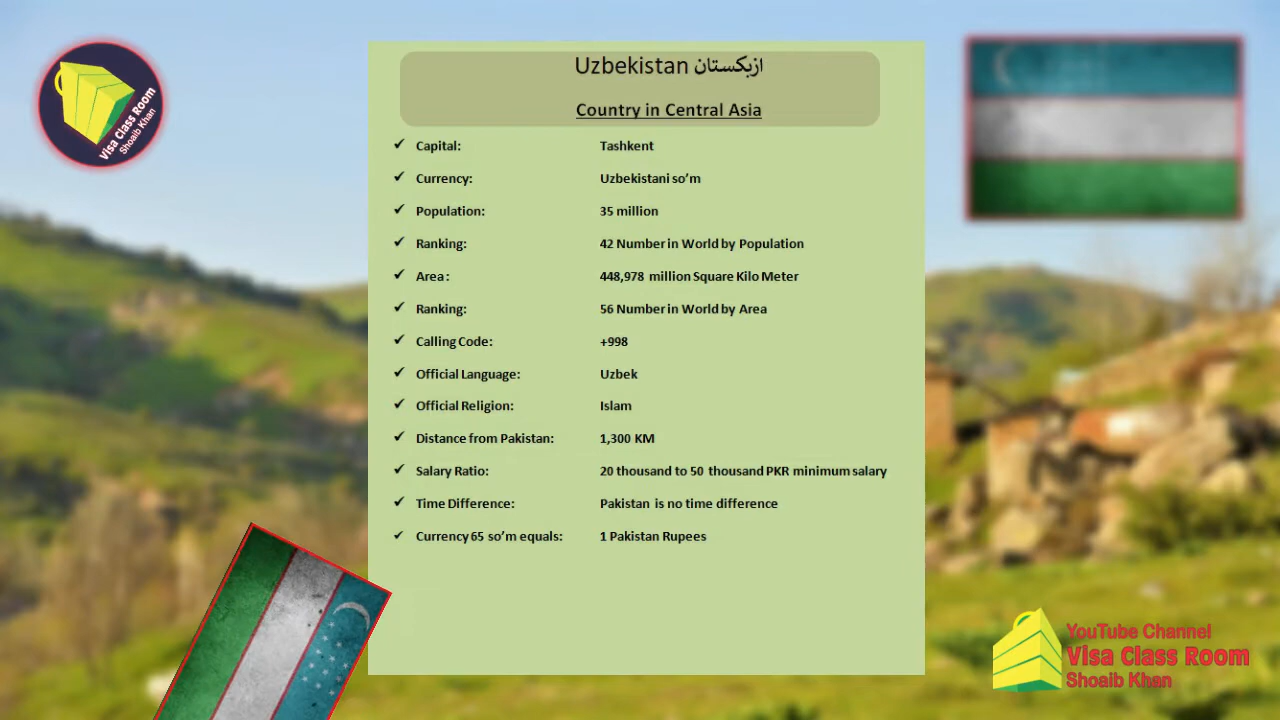 Visa Class Room
Shoaib Khan
Uzbekistan ازبکستان
Country in Central Asia
✓ Capital: Tashkent
✓ Currency: Uzbekistani so’m
✓ Population: 35 million
✓ Ranking: 42 Number in World by Population
✓ Area : 448,978 million Square Kilo Meter
✓ Ranking: 56 Number in World by Area
✓ Calling Code: +998
✓ Official Language: Uzbek
✓ Official Religion: Islam
✓ Distance from Pakistan: 1,300 KM
✓ Salary Ratio: 20 thousand to 50 thousand PKR minimum salary
✓ Time Difference: Pakistan is no time difference
✓ Currency 65 so’m equals: 1 Pakistan Rupees
YouTube Channel
Visa Class Room
Shoaib Khan